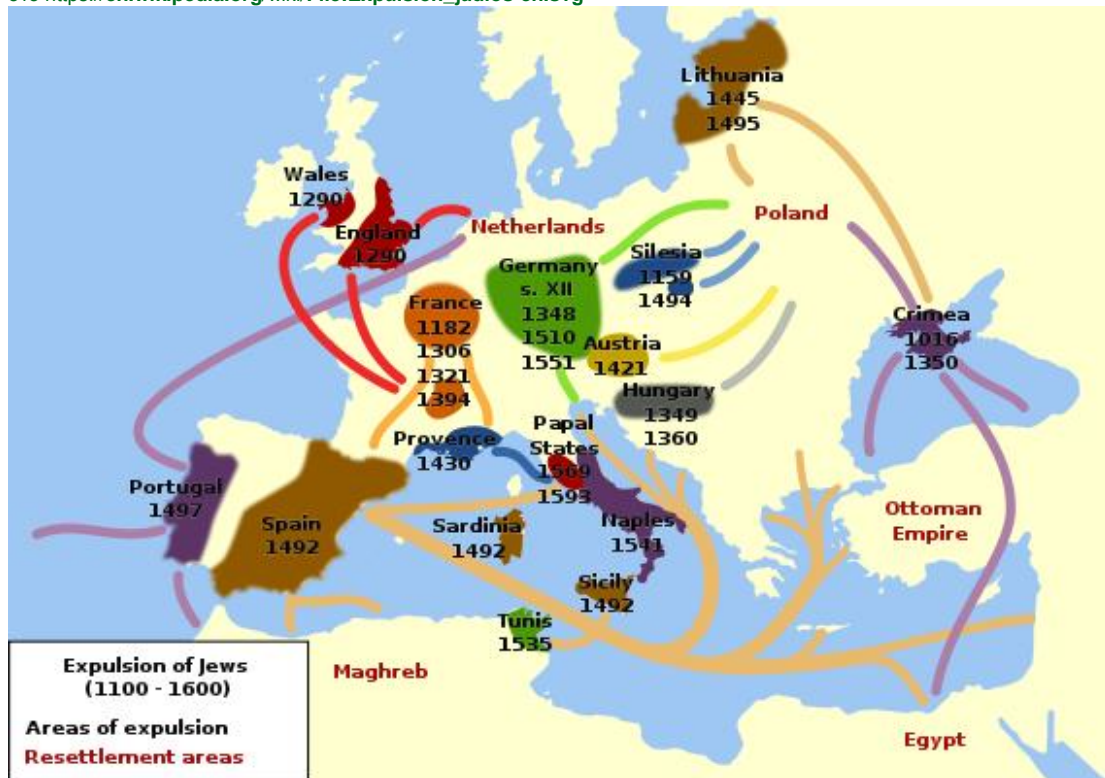 Lithuania
1445
1495
Wales
1290
England
1290
Netherlands
Poland
Germany
s. XII
1348
1510
1551
Silesia
1159
1494
France
1182
1306
1321
1394
Austria
1421
Crimea
1016
1350
Hungary
1349
1360
Provence
1430
Papal
States
1569
1593
Portugal
1497
Spain
1492
Sardinia
1492
Naples
1541
Ottoman
Empire
Sicily
1492
Tunis
1535
Maghreb
Egypt
Expulsion of Jews
(1100 - 1600)
Areas of expulsion
Resettlement areas